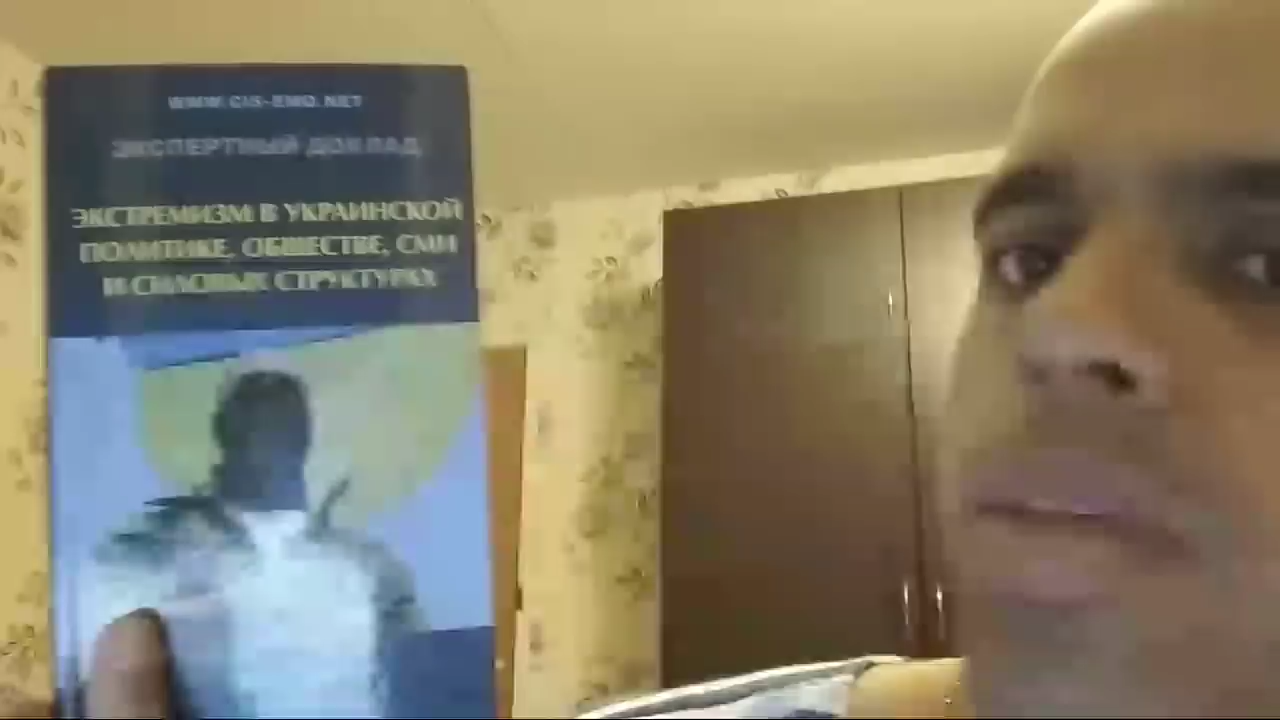 WWW.CIS-EMO.NET
ЭКСПЕРТНЫЙ ДОКЛАД
ЭКСТРЕМИЗМ В УКРАИНСКОЙ
ПОЛИТИКЕ, ОБЩЕСТВЕ, СМИ
И СИЛОВЫХ СТРУКТУРАХ